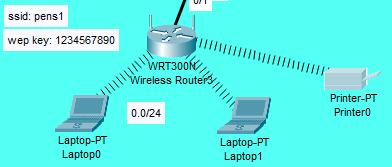 0/1
ssid: pens1
wep key: 1234567890
WRT300N
Wireless Router3
0.0/24
Laptop-PT
Laptop0
Laptop-PT
Laptop1
Printer-PT
Printer0